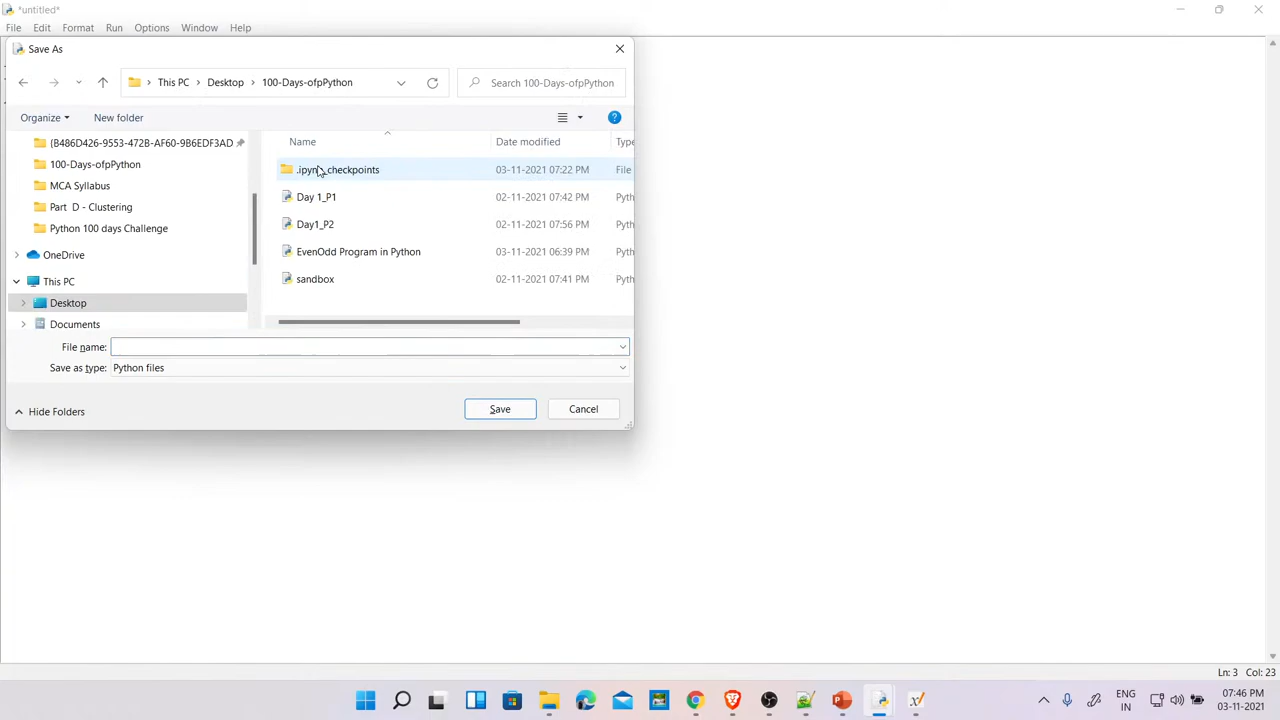 *untitled*
File Edit Format Run Options Window Help
Save As
This PC Desktop 100-Days-ofpPython Search 100-Days-ofpPython
Organize New folder
Name Date modified Type
{B486D426-9553-472B-AF60-9B6EDF3AD
100-Days-ofpPython
MCA Syllabus
Part D - Clustering
Python 100 days Challenge
OneDrive
This PC
Desktop
Documents
.ipynb_checkpoints 03-11-2021 07:22 PM File
Day 1_P1 02-11-2021 07:42 PM Pyth
Day1_P2 02-11-2021 07:56 PM Pyth
EvenOdd Program in Python 03-11-2021 06:39 PM Pyth
sandbox 02-11-2021 07:41 PM Pyth
File name:
Save as type: Python files
Hide Folders Save Cancel
Ln: 3 Col: 23
ENG
IN
07:46 PM
03-11-2021